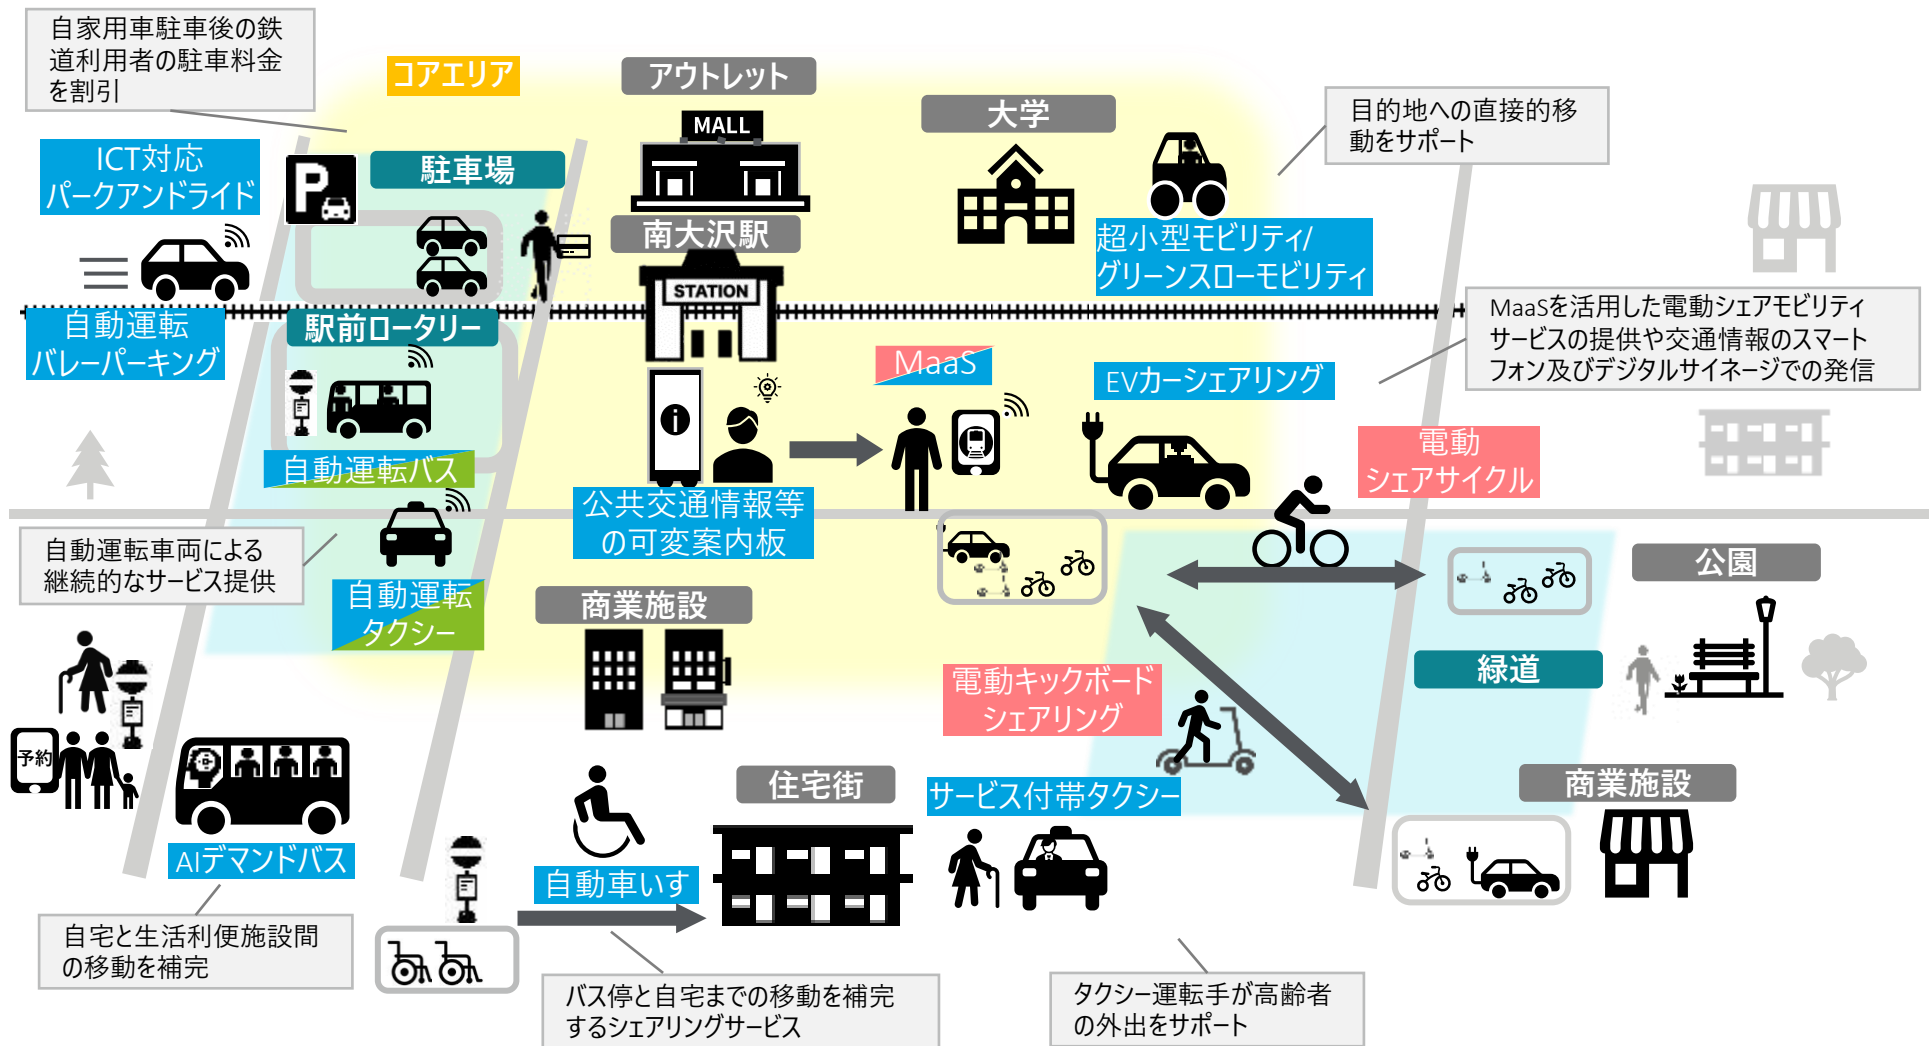 自家用車駐車後の鉄
道利用者の駐車料金
を割引
コアエリア
アウトレット
MALL
大学
目的地への直接的移
動をサポート
ICT対応
パークアンドライド
P
駐車場
南大沢駅
STATION
超小型モビリティ/
グリーンスローモビリティ
自動運転
バレーパーキング
駅前ロータリー
MaaS
EVカーシェアリング
MaaSを活用した電動シェアモビリティ
サービスの提供や交通情報のスマート
フォン及びデジタルサイネージでの発信
i
自動運転バス
電動
シェアサイクル
公共交通情報等
の可変案内板
自動運転車両による
継続的なサービス提供
自動運転
タクシー
商業施設
公園
緑道
電動キックボード
シェアリング
予約
AIデマンドバス
住宅街
サービス付帯タクシー
商業施設
自動車いす
自宅と生活利便施設間
の移動を補完
バス停と自宅までの移動を補完
するシェアリングサービス
タクシー運転手が高齢者
の外出をサポート